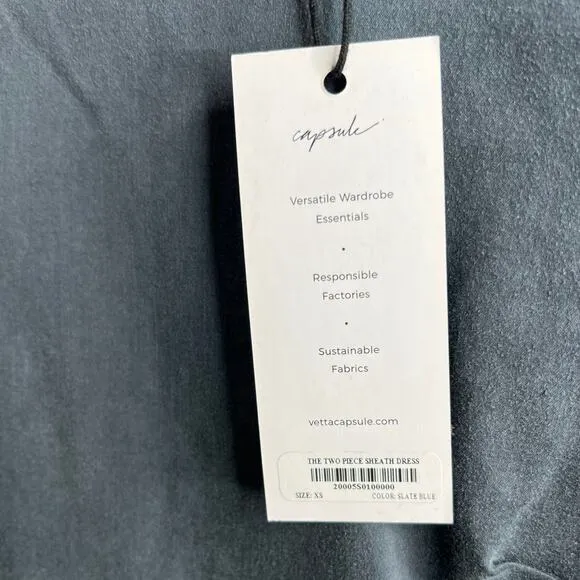 capsule
Versatile Wardrobe
Essentials
•
Responsible
Factories
•
Sustainable
Fabrics
vettacapsule.com
THE TWO PIECE SHEATH DRESS
20005S0100000
SIZE: XS COLOR: SLATE BLUE